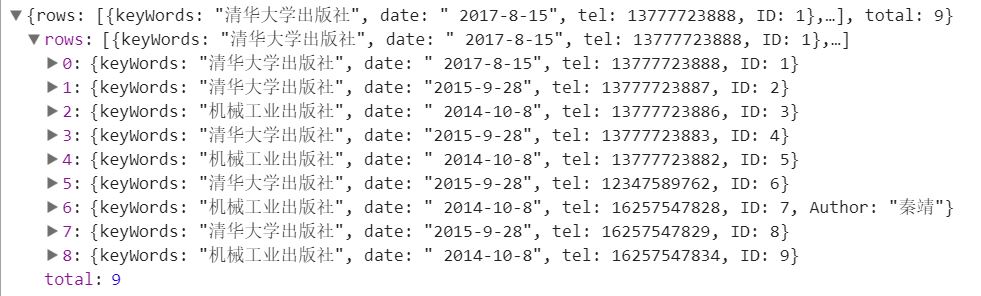 ▼{rows: [{keyWords: "清华大学出版社", date: " 2017-8-15", tel: 13777723888, ID: 1},…], total: 9}
▼rows: [{keyWords: "清华大学出版社", date: " 2017-8-15", tel: 13777723888, ID: 1},…]
▶0: {keyWords: "清华大学出版社", date: " 2017-8-15", tel: 13777723888, ID: 1}
▶1: {keyWords: "清华大学出版社", date: "2015-9-28", tel: 13777723887, ID: 2}
▶2: {keyWords: "机械工业出版社", date: " 2014-10-8", tel: 13777723886, ID: 3}
▶3: {keyWords: "清华大学出版社", date: "2015-9-28", tel: 13777723883, ID: 4}
▶4: {keyWords: "机械工业出版社", date: " 2014-10-8", tel: 13777723882, ID: 5}
▶5: {keyWords: "清华大学出版社", date: "2015-9-28", tel: 12347589762, ID: 6}
▶6: {keyWords: "机械工业出版社", date: " 2014-10-8", tel: 16257547828, ID: 7, Author: "秦靖"}
▶7: {keyWords: "清华大学出版社", date: "2015-9-28", tel: 16257547829, ID: 8}
▶8: {keyWords: "机械工业出版社", date: " 2014-10-8", tel: 16257547834, ID: 9}
total: 9